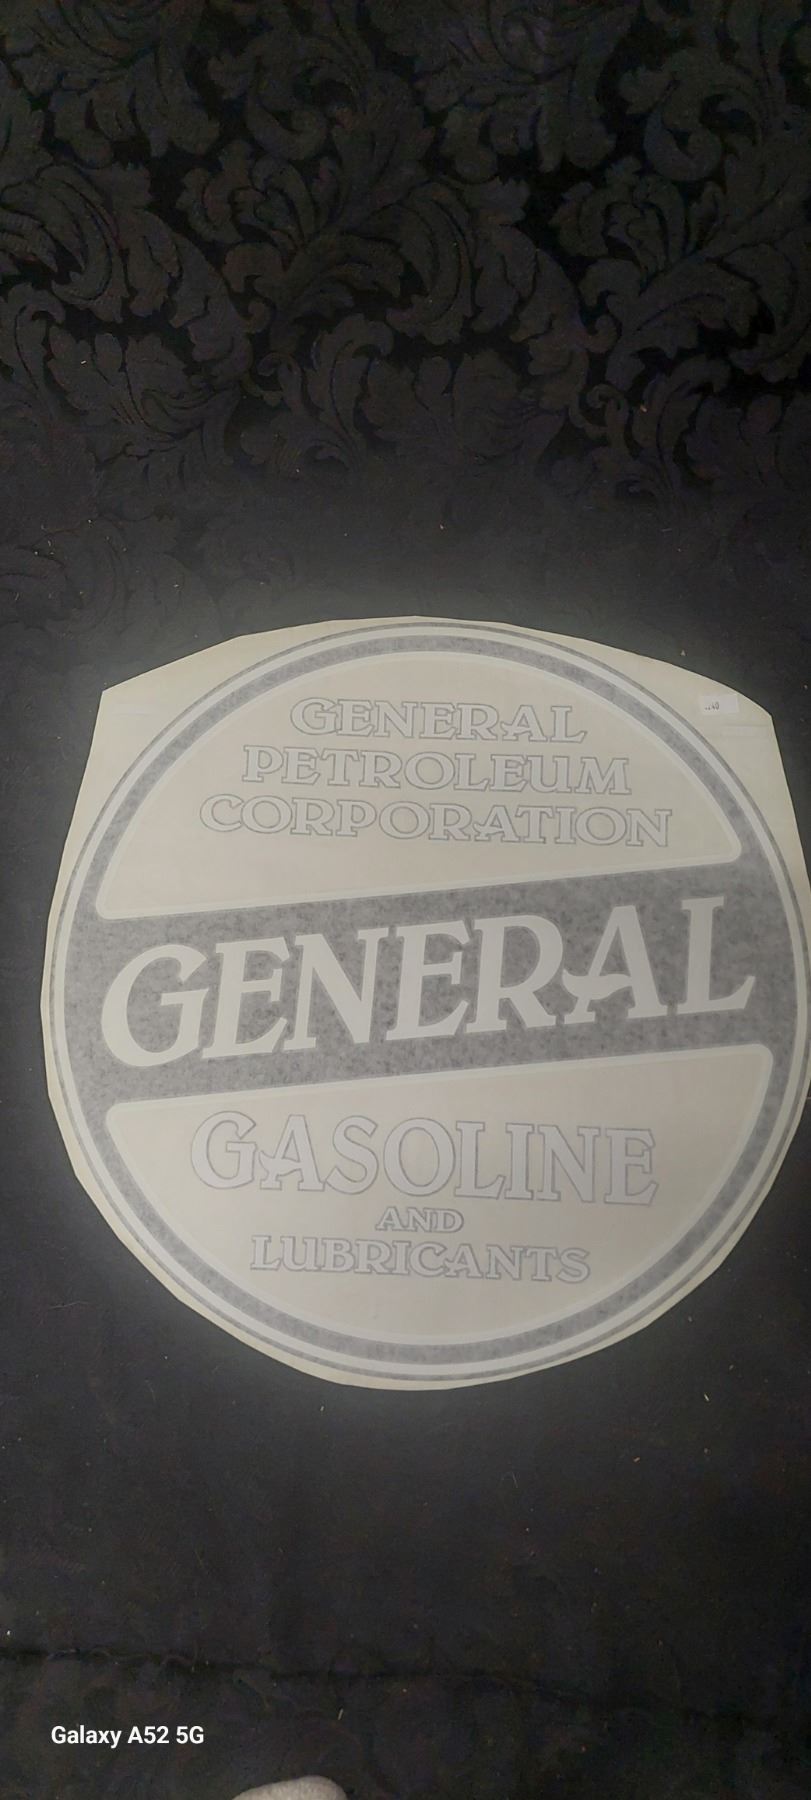 GENERAL
PETROLEUM
CORPORATION
GENERAL
GASOLINE
AND
LUBRICANTS
Galaxy A52 5G